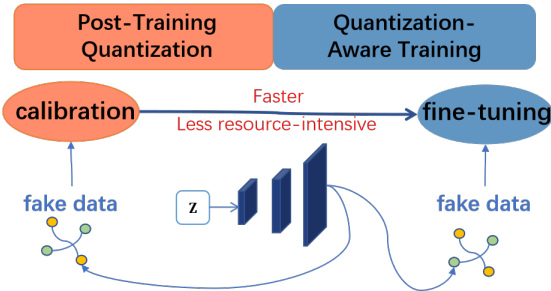 Post-Training
Quantization
Quantization-
Aware Training
calibration
Faster
Less resource-intensive
fine-tuning
fake data
z
fake data